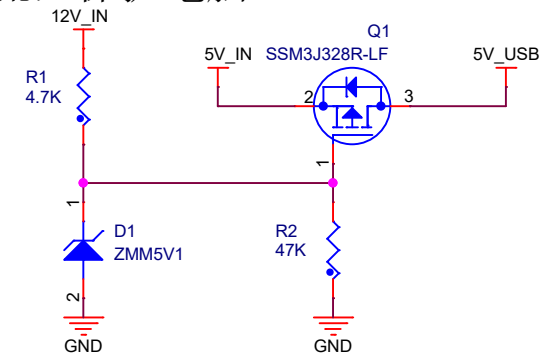 12V_IN
Q1
SSM3J328R-LF
5V_IN
5V_USB
R1
4.7K
2
3
1
1
D1
ZMM5V1
R2
47K
2
GND
GND